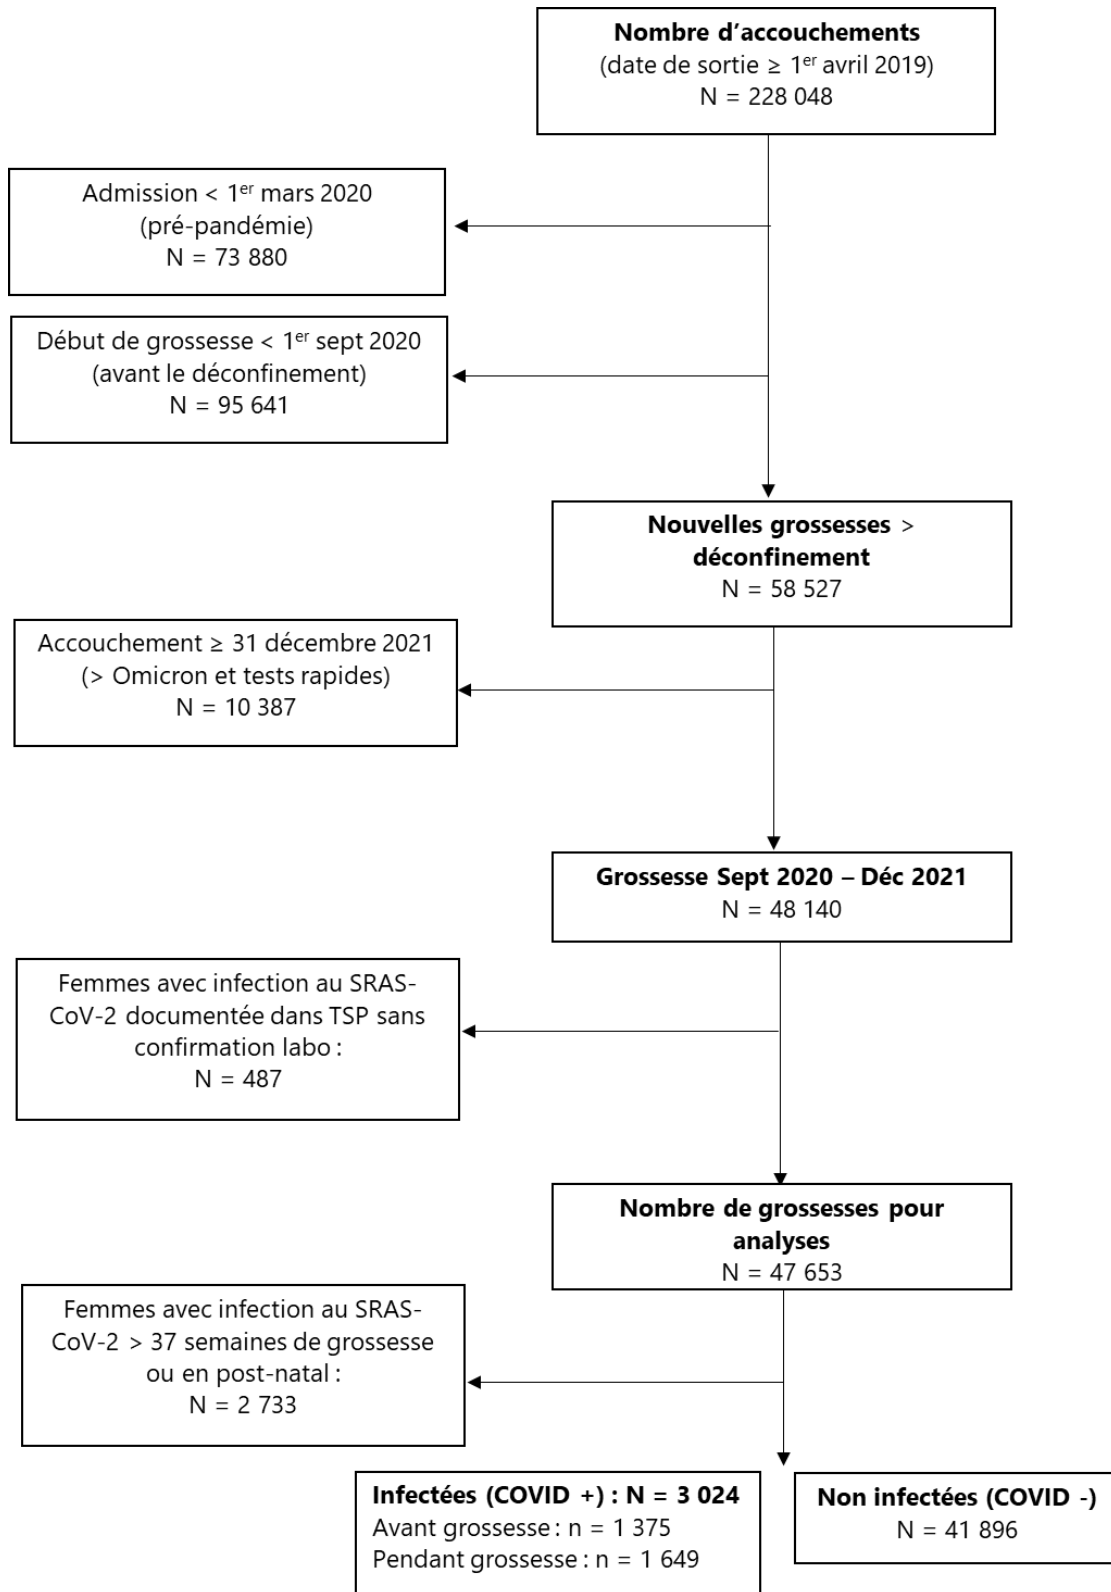 Nombre d'accouchements
(date de sortie ≥ 1er avril 2019)
N = 228 048
Admission < 1er mars 2020
(pré-pandémie)
N = 73 880
Début de grossesse < 1er sept 2020
(avant le déconfinement)
N = 95 641
Nouvelles grossesses >
déconfinement
N = 58 527
Accouchement ≥ 31 décembre 2021
(> Omicron et tests rapides)
N = 10 387
Grossesse Sept 2020 – Déc 2021
N = 48 140
Femmes avec infection au SRAS-
CoV-2 documentée dans TSP sans
confirmation labo :
N = 487
Nombre de grossesses pour
analyses
N = 47 653
Femmes avec infection au SRAS-
CoV-2 > 37 semaines de grossesse
ou en post-natal :
N = 2 733
Infectées (COVID +) : N = 3 024
Avant grossesse : n = 1 375
Pendant grossesse : n = 1 649
Non infectées (COVID -)
N = 41 896